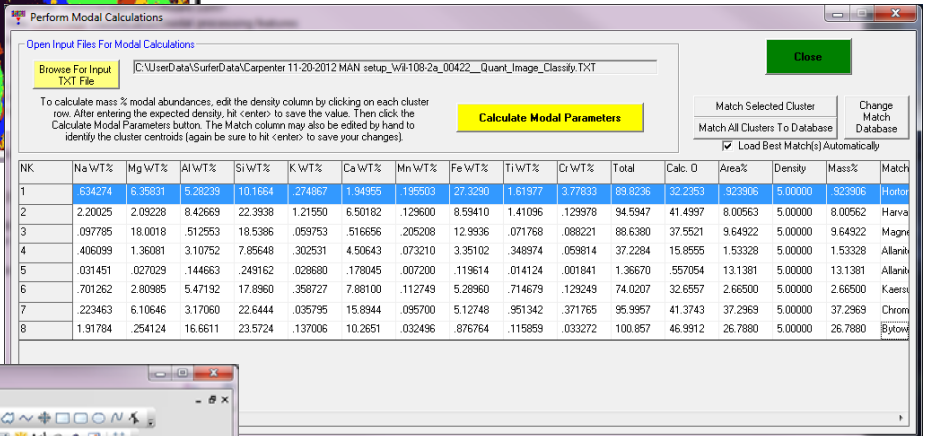 Perform Modal Calculations
Open Input Files For Modal Calculations
Browse For Input
TXT File
C:\UserData\SurferData\Carpenter 11-20-2012 MAN setup_Wil-108-2a_00422__Quant_Image_Classify.TXT
Close
To calculate mass % modal abundances, edit the density column by clicking on each cluster
row. After entering the expected density, hit <enter> to save the value. Then click the
Calculate Modal Parameters button. The Match column may also be edited by hand to
identify the cluster centroids (again be sure to hit <enter> to save your changes).
Calculate Modal Parameters
Match Selected Cluster
Match All Clusters To Database
Change
Match
Database
Load Best Match(s) Automatically
NK Na WT% Mg WT% Al WT% Si WT% K WT% Ca WT% Mn WT% Fe WT% Ti WT% Cr WT% Total Calc. O Area% Density Mass% Match
1 .634274 6.35831 5.28239 10.1664 .274867 1.94955 .195503 27.3290 1.61977 3.77833 89.8236 32.2353 .923906 5.00000 .923906 Horton
2 2.20025 2.09228 8.42669 22.3938 1.21550 6.50182 .129600 8.59410 1.41096 .129978 94.5947 41.4997 8.00563 5.00000 8.00562 Harva
3 .097785 18.0018 .512553 18.5386 .059753 .516656 .205208 12.9936 .071768 .088221 88.6380 37.5521 9.64922 5.00000 9.64922 Magne
4 .406099 1.36081 3.10752 7.85648 .302531 4.50643 .073210 3.35102 .348974 .059814 37.2284 15.8555 1.53328 5.00000 1.53328 Allanit
5 .031451 .027029 .144663 .249162 .028680 .178045 .007200 .119614 .014124 .001841 1.36670 .557054 13.1381 5.00000 13.1381 Allanit
6 .701262 2.80985 5.47192 17.8960 .358727 7.88100 .112749 5.28960 .714679 .129249 74.0207 32.6557 2.66500 5.00000 2.66500 Kaersu
7 .223463 6.10646 3.17060 22.6444 .035795 15.8944 .095700 5.12748 .951342 .371765 95.9957 41.3743 37.2969 5.00000 37.2969 Chrom
8 1.91784 .254124 16.6611 23.5724 .137006 10.2651 .032496 .876764 .115859 .033272 100.857 46.9912 26.7880 5.00000 26.7880 Bytow